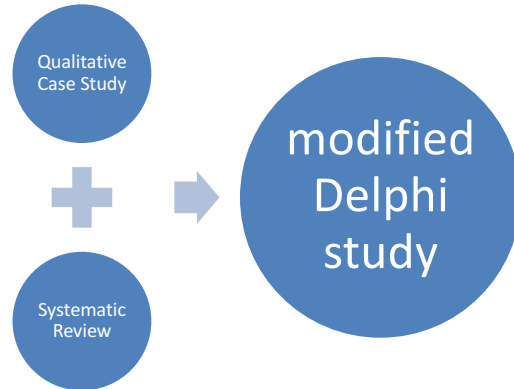 Qualitative
Case Study
Systematic
Review
modified
Delphi
study